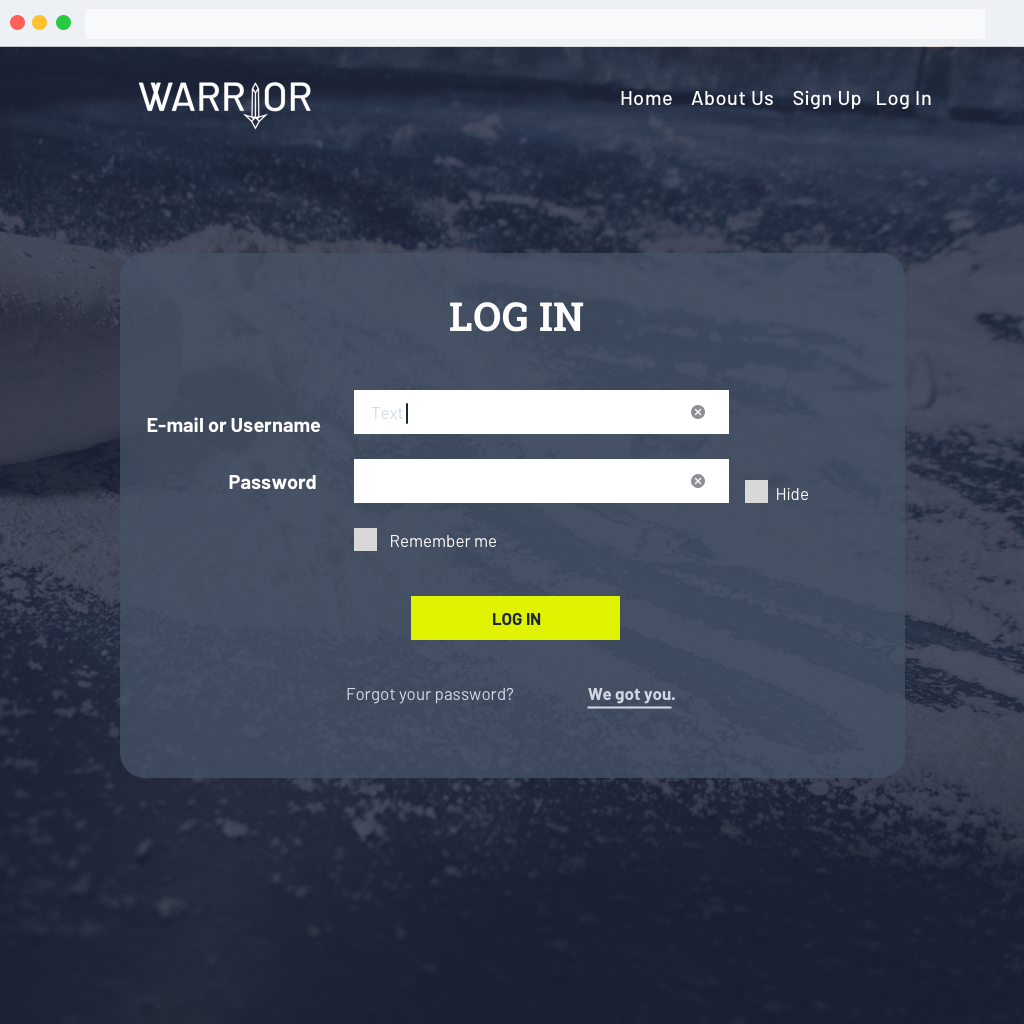 WARRIOR
Home About Us Sign Up Log In
LOG IN
E-mail or Username
Text
Password
Hide
Remember me
LOG IN
Forgot your password? We got you.